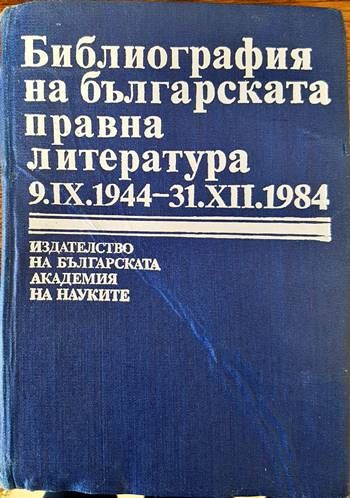 Библиография
на българската
правна
литература
9.IX.1944–31.XII.1984
ИЗДАТЕЛСТВО
НА БЪЛГАРСКАТА
АКАДЕМИЯ
НА НАУКИТЕ